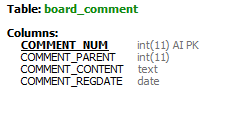 Table: board_comment
Columns:
COMMENT_NUM int(11) AI PK
COMMENT_PARENT int(11)
COMMENT_CONTENT text
COMMENT_REGDATE date